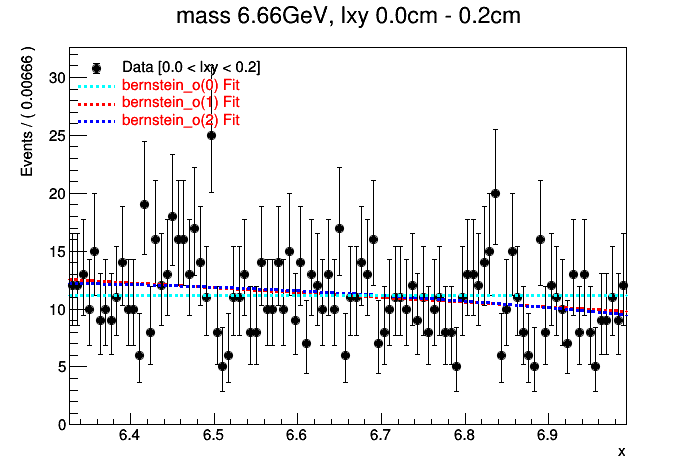 mass 6.66GeV, lxy 0.0cm - 0.2cm
Events / ( 0.00666 )
Data [0.0 < lxy < 0.2]
bernstein_o(0) Fit
bernstein_o(1) Fit
bernstein_o(2) Fit
30
25
20
15
10
5
0
6.4 6.5 6.6 6.7 6.8 6.9
x